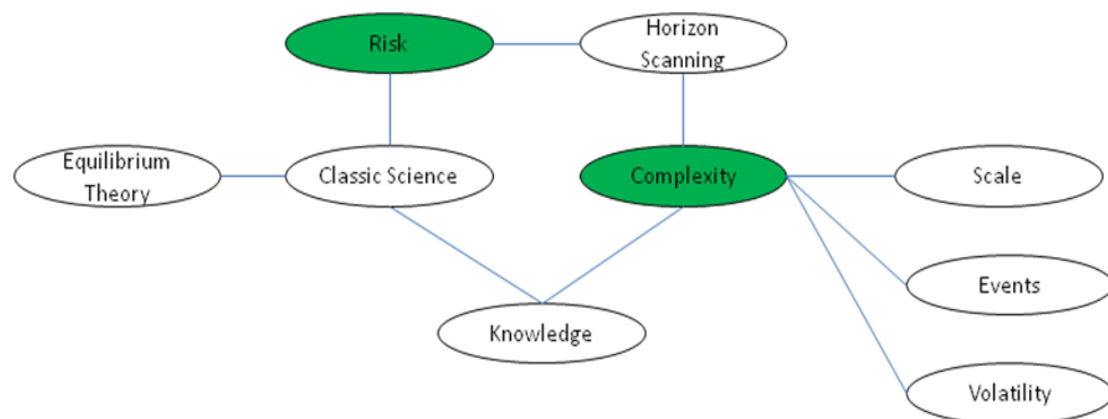 Risk
Horizon
Scanning
Equilibrium
Theory
Classic Science
Complexity
Scale
Events
Knowledge
Volatility